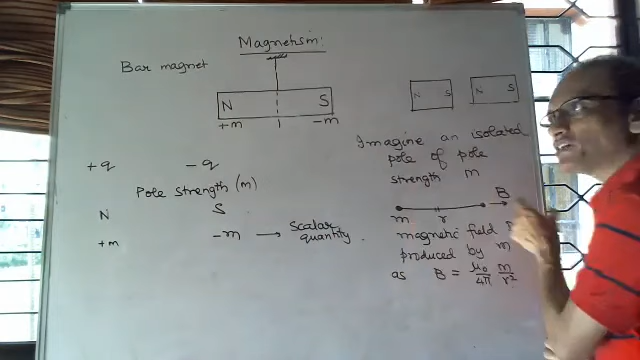 Magnetism:
Bar magnet
N S
+m -m
N S N S
+q -q
Pole strength (m)
N S
+m -m → Scalar quantity.
Imagine an isolated
pole of pole
strength m
B
m r
magnetic field
produced by m
as B = μ₀/4π m/r²